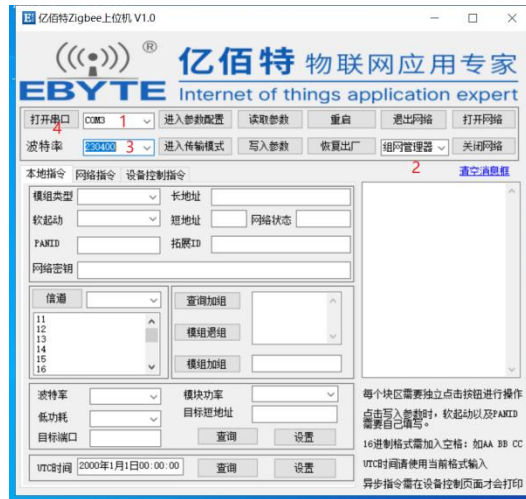 亿佰特Zigbee上位机 V1.0
((( ))) ®
EBYTE
亿佰特 物联网应用专家
Internet of things application expert
打开串口 4 COM3 1 进入参数配置 读取参数 重启 退出网络 打开网络
波特率 230400 3 进入传输模式 写入参数 恢复出厂 组网管理器 2 关闭网络
本地指令 网络指令 设备控制指令 清空消息框
模组类型 长地址
软起动 短地址 网络状态
PANID 拓展ID
网络密钥
信道 查询加组
11
12
13
14
15
16
模组退组
模组加组
波特率 模块功率
低功耗 目标短地址
目标端口 查询 设置
UTC时间 2000年1月1日00:00:00 查询 设置
每个块区需要独立点击按钮进行操作
点击写入参数时，软起动以及PANID
需要自己填写。
16进制格式需加入空格：如AA BB CC
UTC时间请使用当前格式输入
异步指令需在设备控制页面才会打印